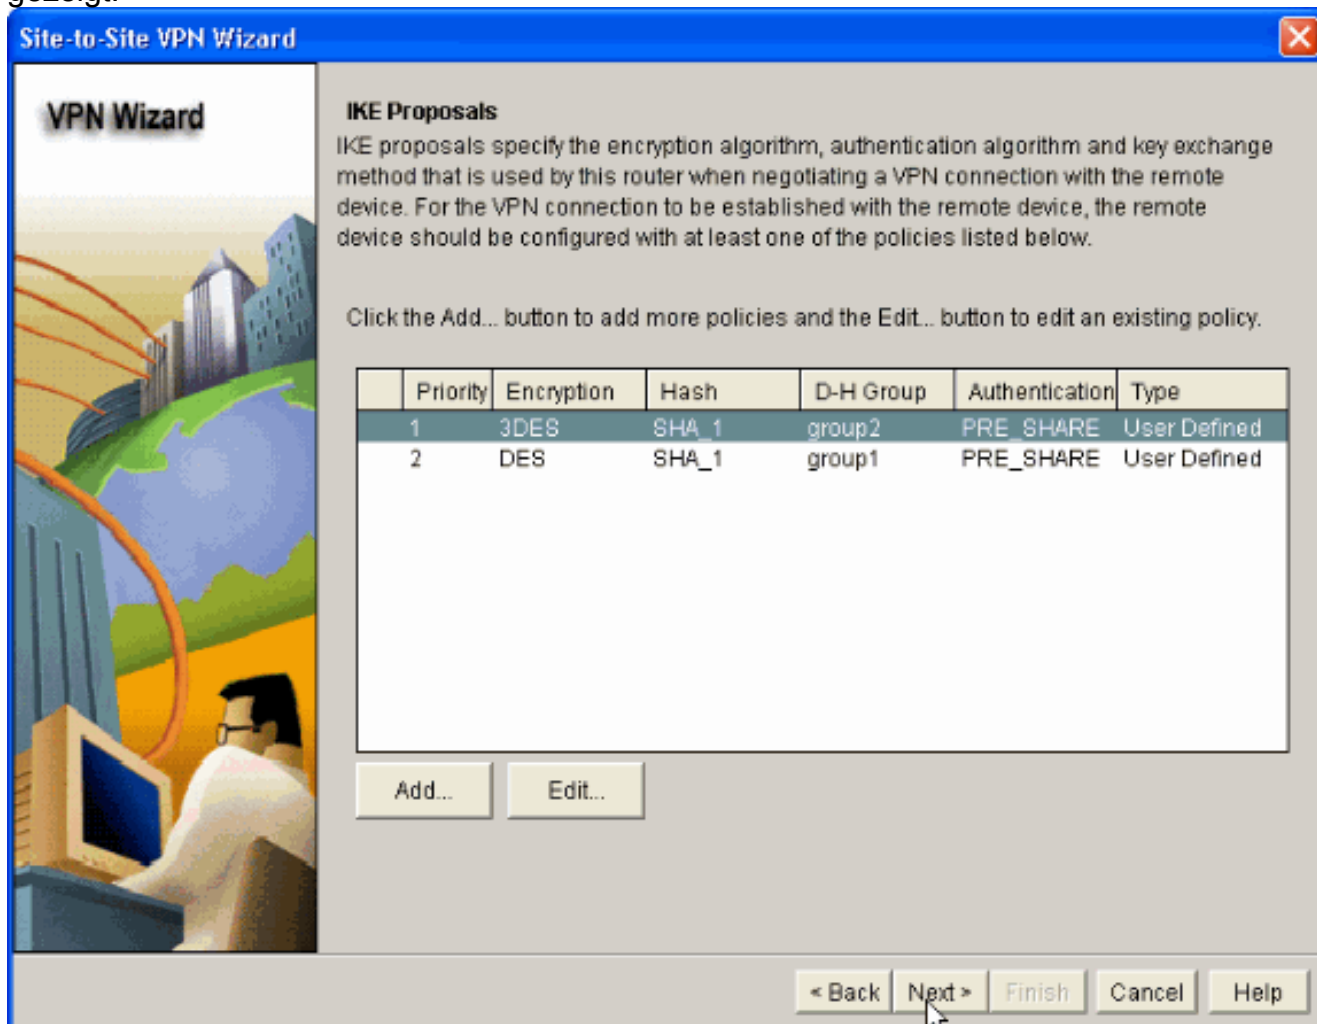 gezeigt.
Site-to-Site VPN Wizard
VPN Wizard
IKE Proposals
IKE proposals specify the encryption algorithm, authentication algorithm and key exchange
method that is used by this router when negotiating a VPN connection with the remote
device. For the VPN connection to be established with the remote device, the remote
device should be configured with at least one of the policies listed below.
Click the Add... button to add more policies and the Edit... button to edit an existing policy.
Priority Encryption Hash D-H Group Authentication Type
1 3DES SHA_1 group2 PRE_SHARE User Defined
2 DES SHA_1 group1 PRE_SHARE User Defined
Add... Edit...
< Back Next > Finish Cancel Help